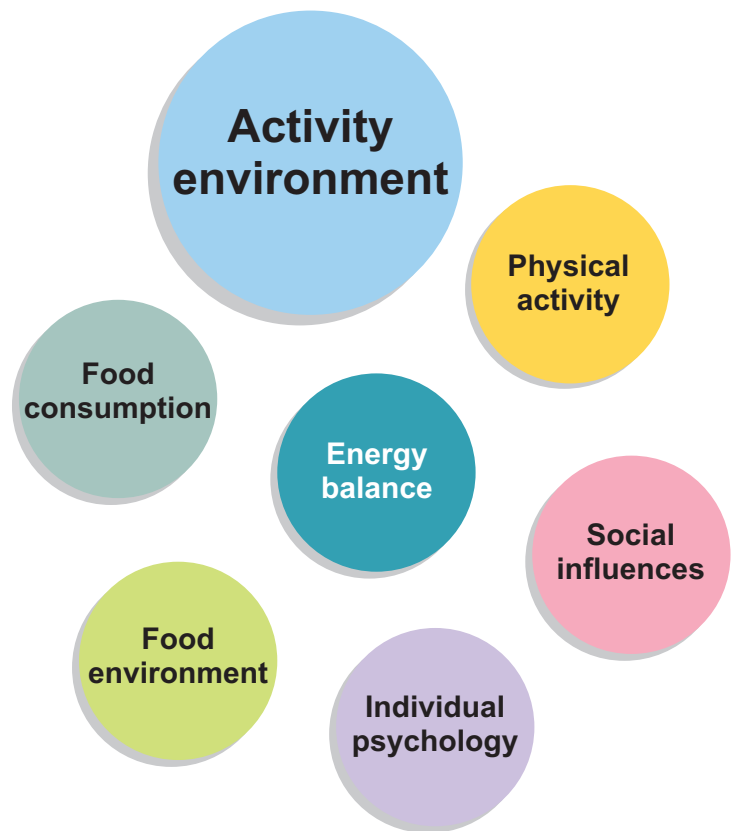 Activity
environment
Physical
activity
Food
consumption
Energy
balance
Social
influences
Food
environment
Individual
psychology